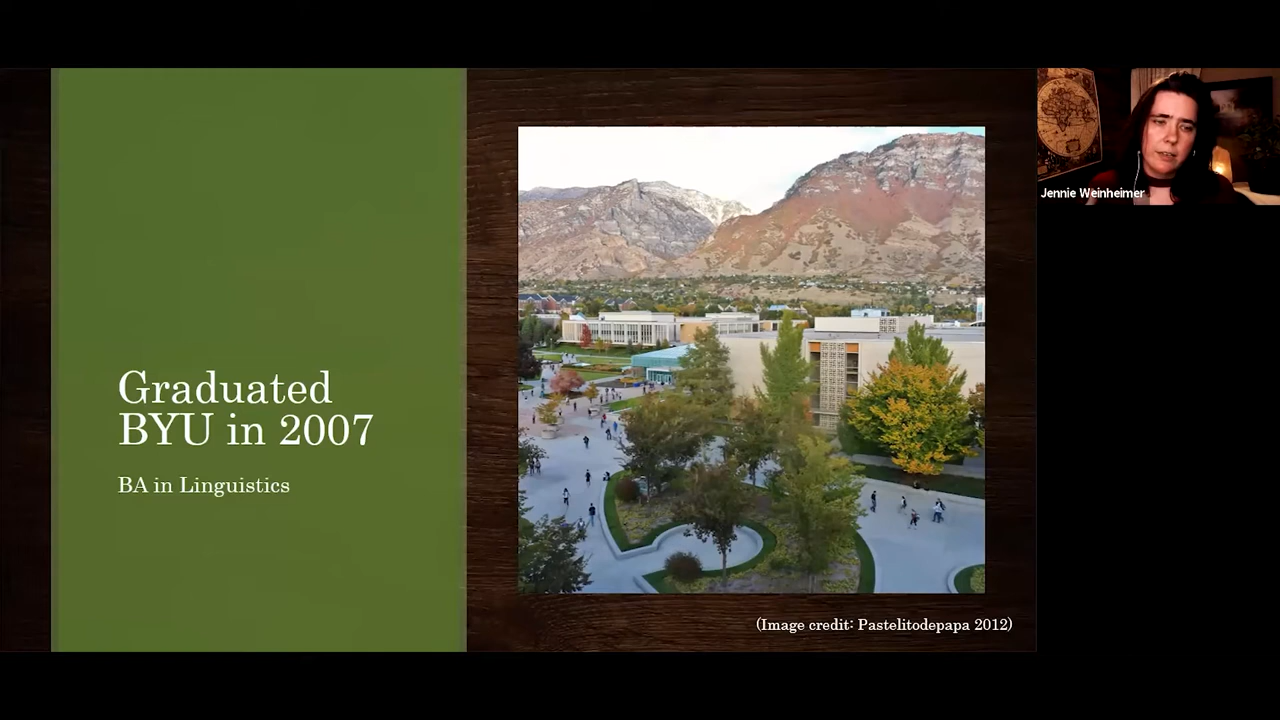 Graduated
BYU in 2007
BA in Linguistics
(Image credit: Pastelitodepapa 2012)
Jennie Weinheimer